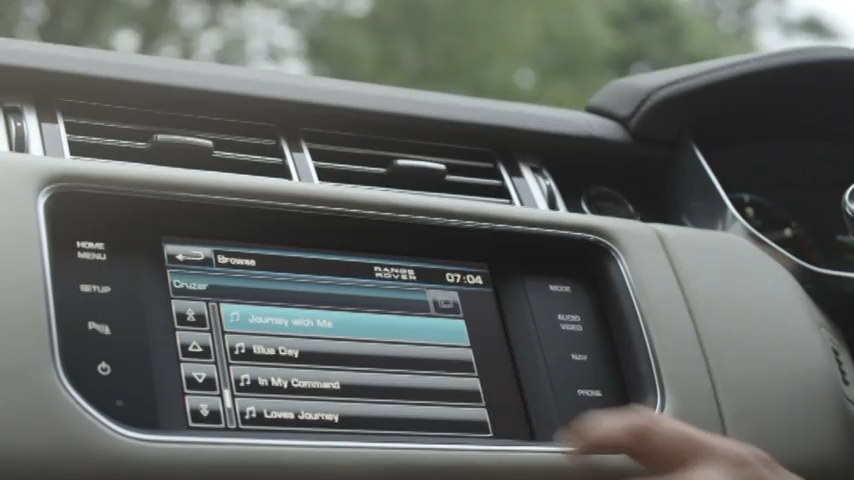 HOME
MENU
SETUP
Browse
RANGE
ROVER
07:04
Cruzer
Journey with Me
Blue Day
In My Command
Loves Journey
MODE
AUDIO
VIDEO
NAV
PHONE